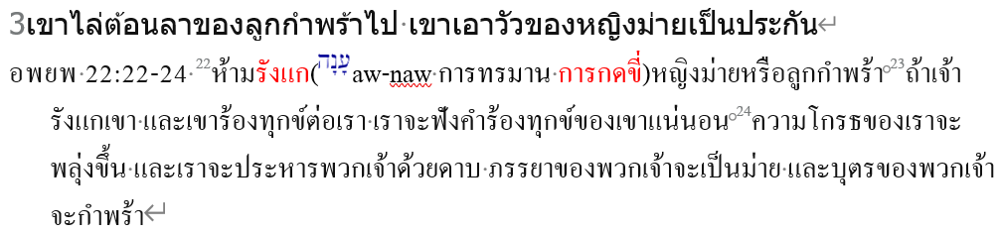 3เขาไล่ต้อนลาของลูกกำพร้าไป เขาเอาวัวของหญิงม่ายเป็นประกัน
อพยพ 22:22-24 22ห้ามรังแก(עָנָה aw-naw การทรมาน การกดขี่)หญิงม่ายหรือลูกกำพร้า 23ถ้าเจ้า
รังแกเขา และเขาร้องทุกข์ต่อเรา เราจะฟังคำร้องทุกข์ของเขาแน่นอน 24ความโกรธของเราจะ
พลุ่งขึ้น และเราจะประหารพวกเจ้าด้วยดาบ ภรรยาของพวกเจ้าจะเป็นม่าย และบุตรของพวกเจ้า
จะกำพร้า